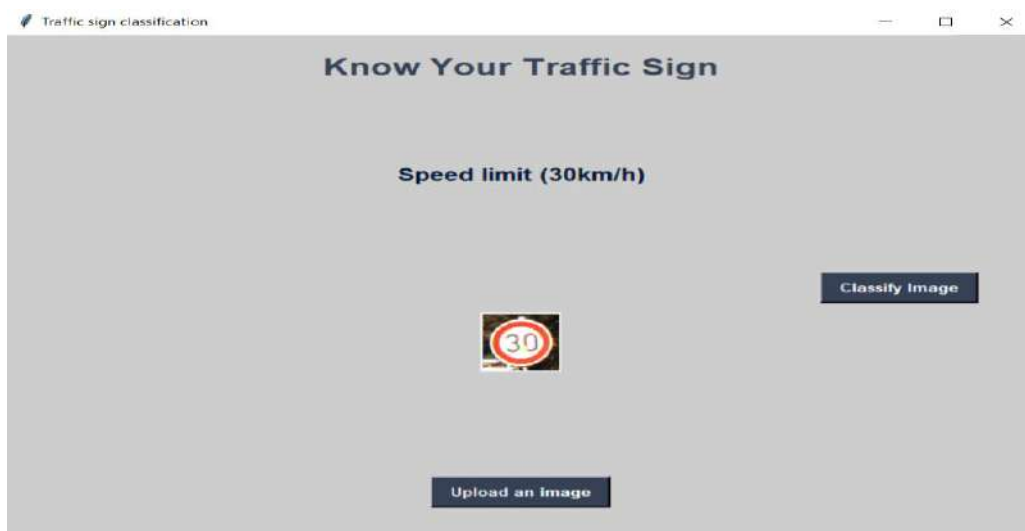 Traffic sign classification
Know Your Traffic Sign
Speed limit (30km/h)
Classify Image
30
Upload an image